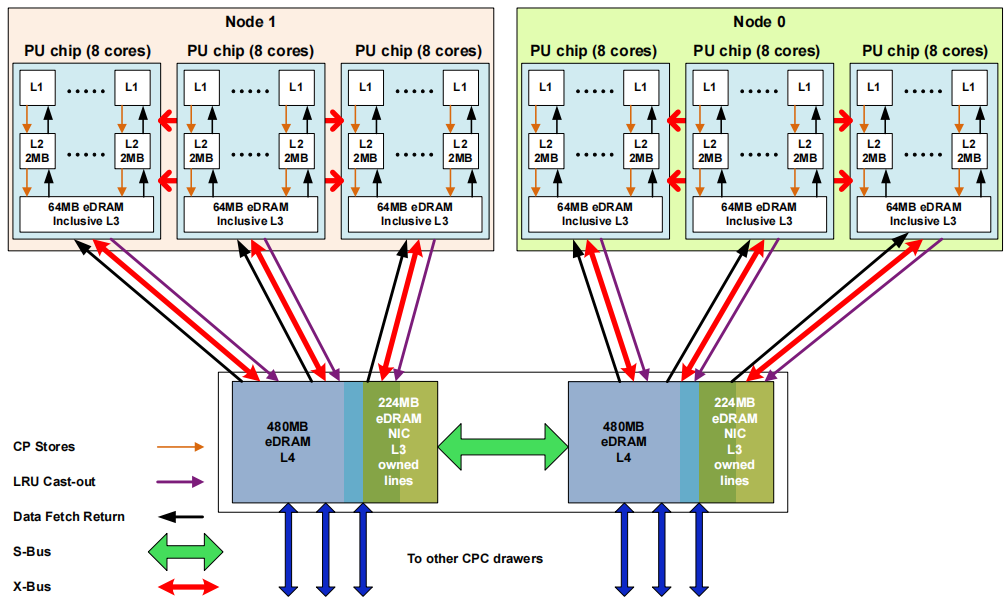 Node 1
Node 0
PU chip (8 cores)
PU chip (8 cores)
PU chip (8 cores)
PU chip (8 cores)
PU chip (8 cores)
PU chip (8 cores)
L1 ..... L1
L1 ..... L1
L1 ..... L1
L1 ..... L1
L1 ..... L1
L1 ..... L1
L2 ..... L2
2MB 2MB
L2 ..... L2
2MB 2MB
L2 ..... L2
2MB 2MB
L2 ..... L2
2MB 2MB
L2 ..... L2
2MB 2MB
L2 ..... L2
2MB 2MB
64MB eDRAM
Inclusive L3
64MB eDRAM
Inclusive L3
64MB eDRAM
Inclusive L3
64MB eDRAM
Inclusive L3
64MB eDRAM
Inclusive L3
64MB eDRAM
Inclusive L3
480MB
eDRAM
L4
224MB
eDRAM
NIC
L3
owned
lines
480MB
eDRAM
L4
224MB
eDRAM
NIC
L3
owned
lines
CP Stores
LRU Cast-out
Data Fetch Return
S-Bus
X-Bus
To other CPC drawers